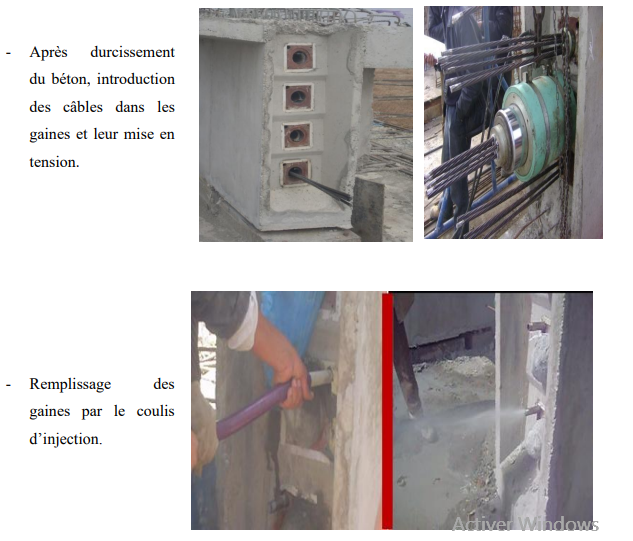 - Après durcissement
du béton, introduction
des câbles dans les
gaines et leur mise en
tension.
- Remplissage des
gaines par le coulis
d'injection.
Activer Windows